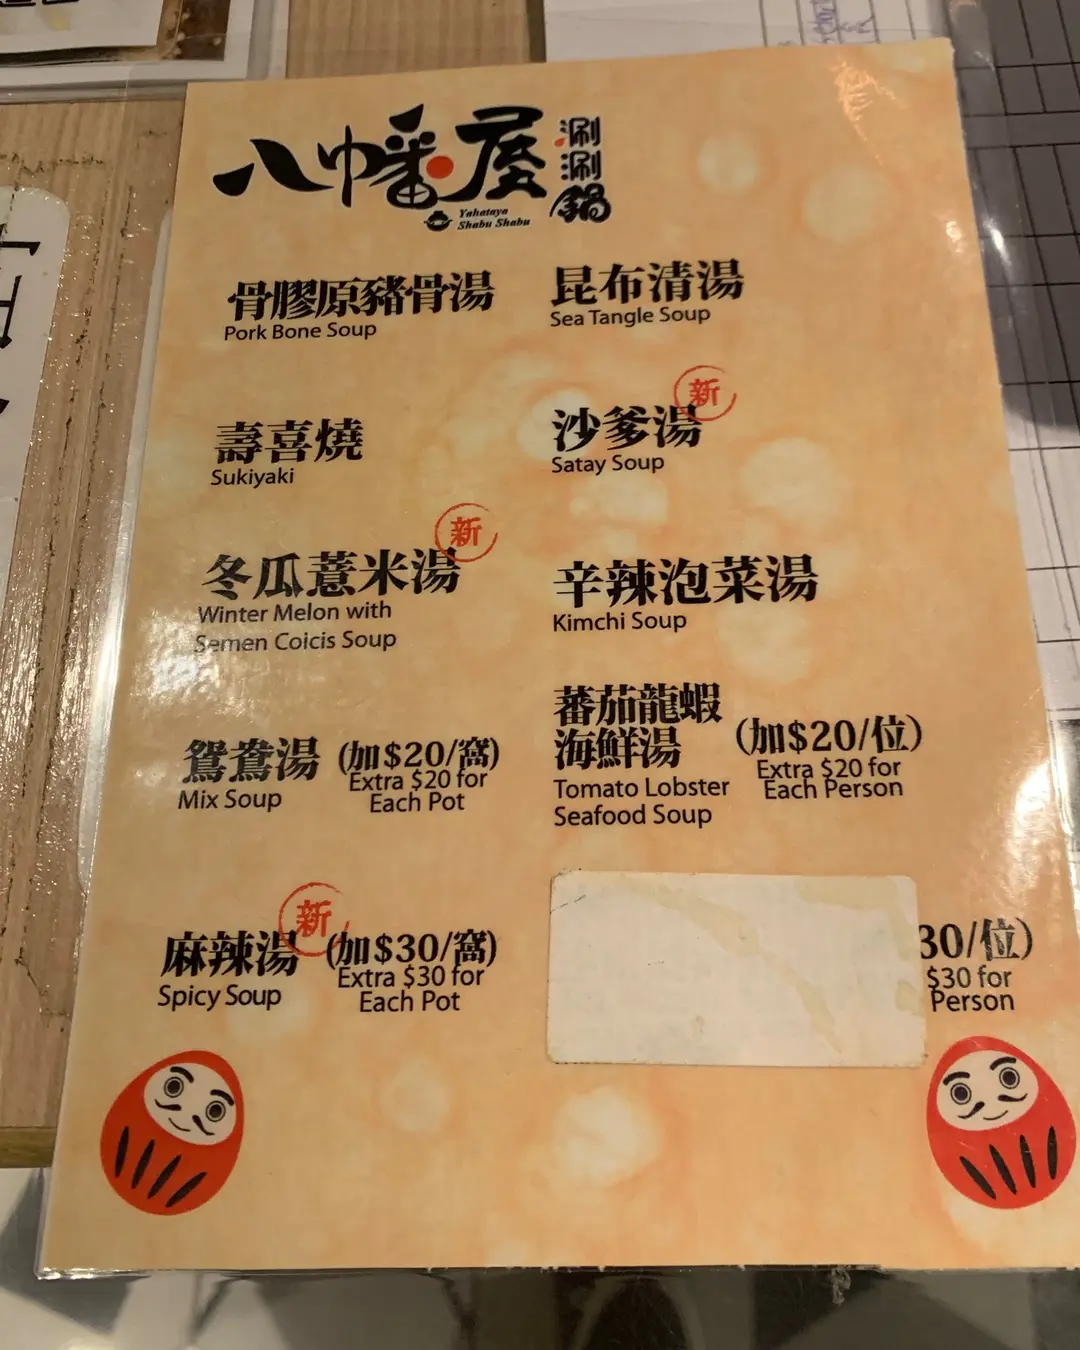 八幡屋
涮涮鍋
Yahataya
Shabu Shabu
骨膠原豬骨湯
Pork Bone Soup
昆布清湯
Sea Tangle Soup
壽喜燒
Sukiyaki
新
沙爹湯
Satay Soup
新
冬瓜薏米湯
Winter Melon with
Semen Coicis Soup
辛辣泡菜湯
Kimchi Soup
鴛鴦湯 (加$20/窩)
Mix Soup
Extra $20 for
Each Pot
蕃茄龍蝦
海鮮湯
(加$20/位)
Tomato Lobster
Seafood Soup
Extra $20 for
Each Person
新
麻辣湯 (加$30/窩)
Spicy Soup
Extra $30 for
Each Pot
30/位)
$30 for
Person